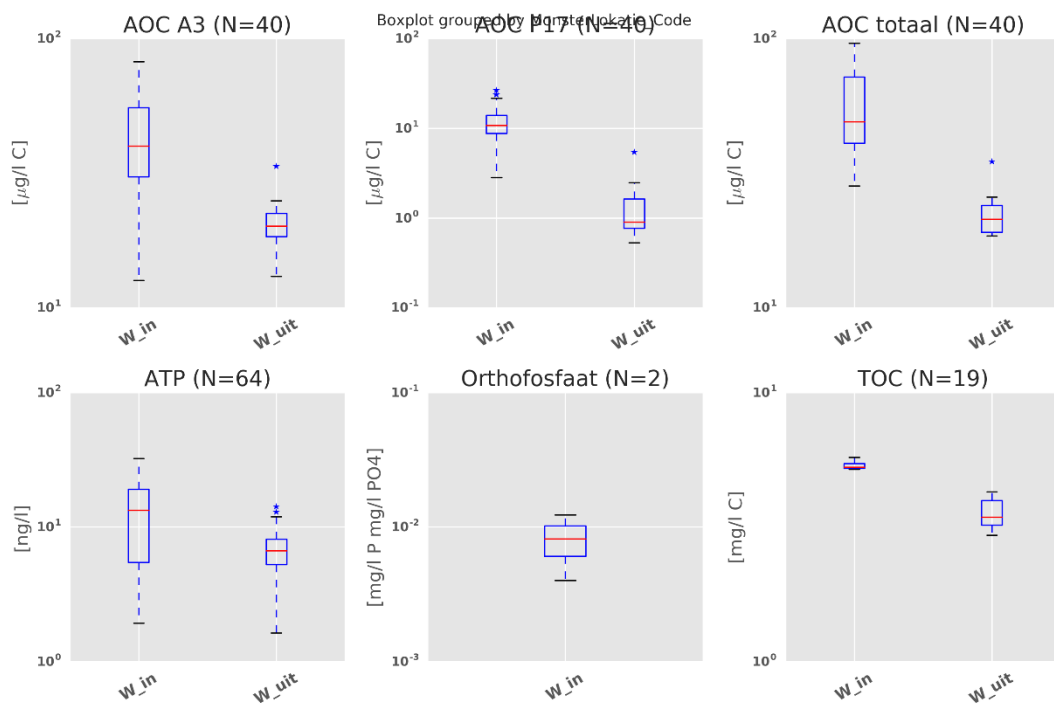 Boxplot grouped by MonsterLokatie_Code
AOC A3 (N=40)
AOC P17 (N=40)
AOC totaal (N=40)
10²
[µg/l C]
10¹
W_in
W_uit
10²
10¹
10⁰
10⁻¹
[µg/l C]
W_in
W_uit
10²
[µg/l C]
10¹
W_in
W_uit
ATP (N=64)
Orthofosfaat (N=2)
TOC (N=19)
10²
10¹
10⁰
[ng/l]
W_in
W_uit
10⁻¹
10⁻²
10⁻³
[mg/l P mg/l PO4]
W_in
10¹
[mg/l C]
10⁰
W_in
W_uit